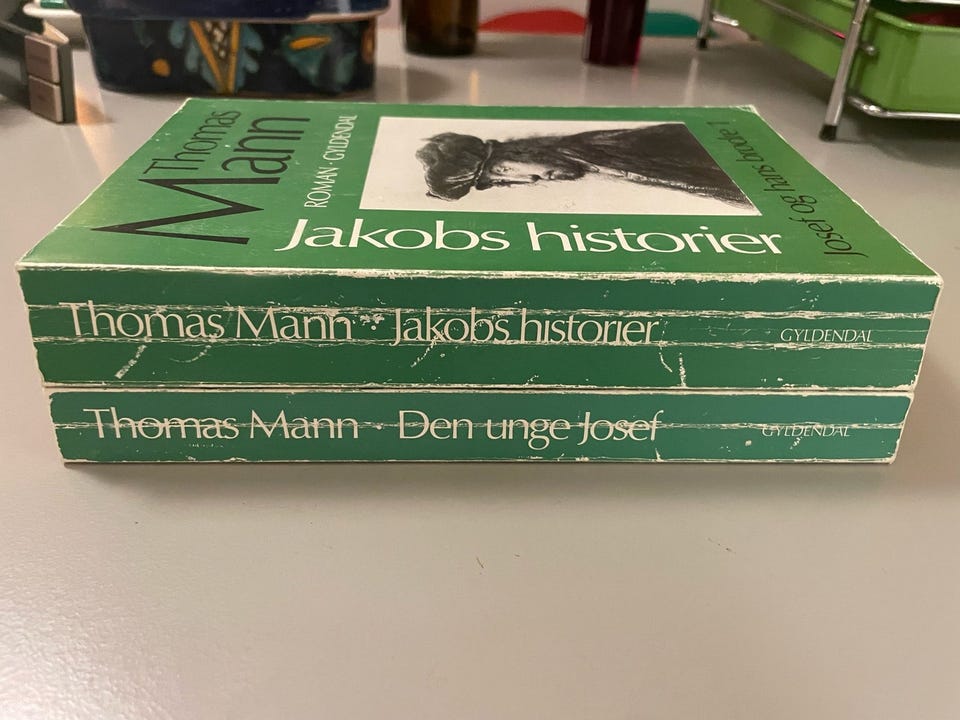 Thomas
Mann
ROMAN · GYLDENDAL
Jakobs historier
Josef og hans brødre 1
Thomas Mann · Jakobs historier GYLDENDAL
Thomas Mann · Den unge Josef GYLDENDAL